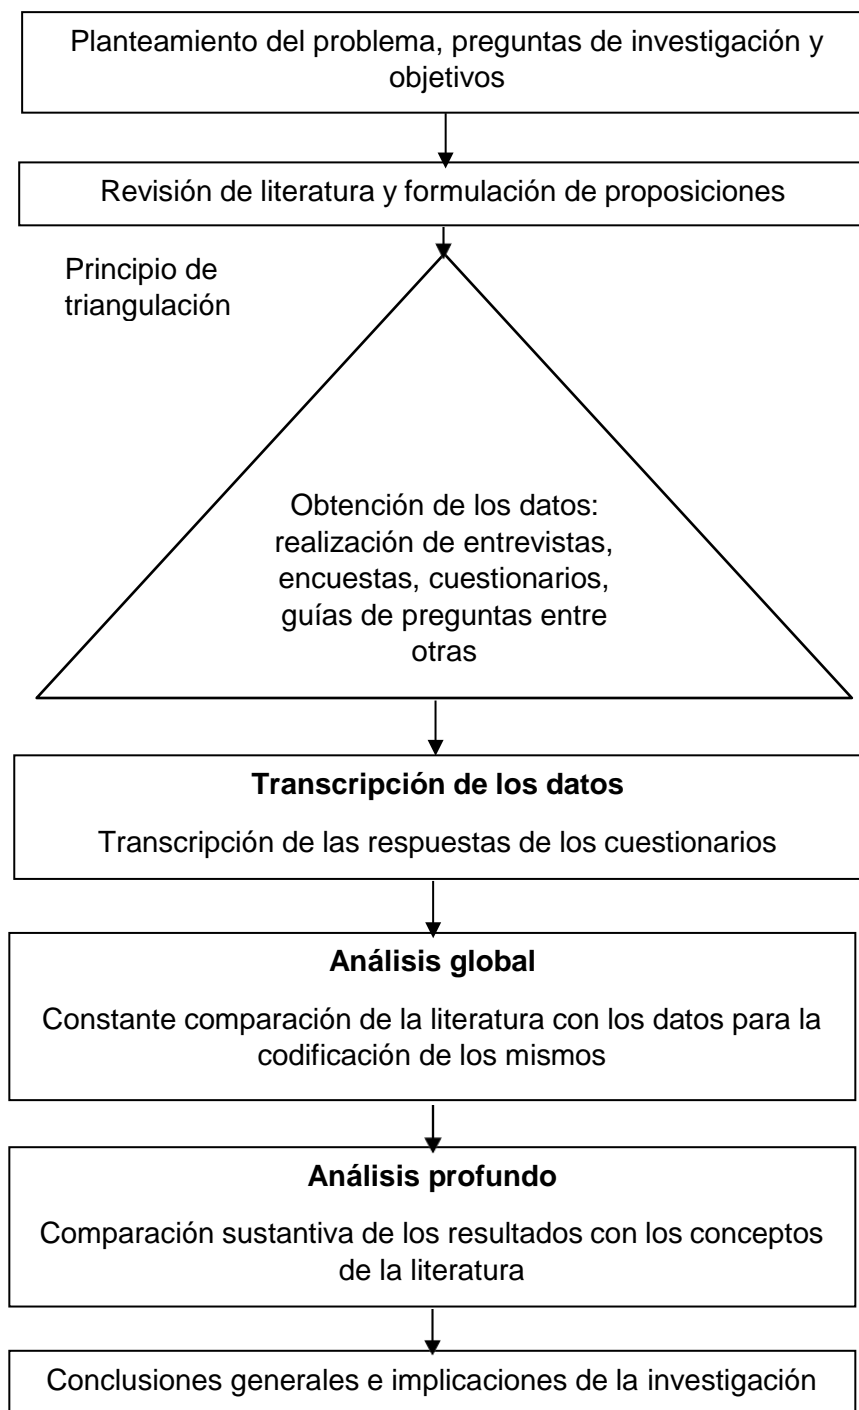 Planteamiento del problema, preguntas de investigación y
objetivos
Revisión de literatura y formulación de proposiciones
Principio de
triangulación
Obtención de los datos:
realización de entrevistas,
encuestas, cuestionarios,
guías de preguntas entre
otras
Transcripción de los datos
Transcripción de las respuestas de los cuestionarios
Análisis global
Constante comparación de la literatura con los datos para la
codificación de los mismos
Análisis profundo
Comparación sustantiva de los resultados con los conceptos
de la literatura
Conclusiones generales e implicaciones de la investigación